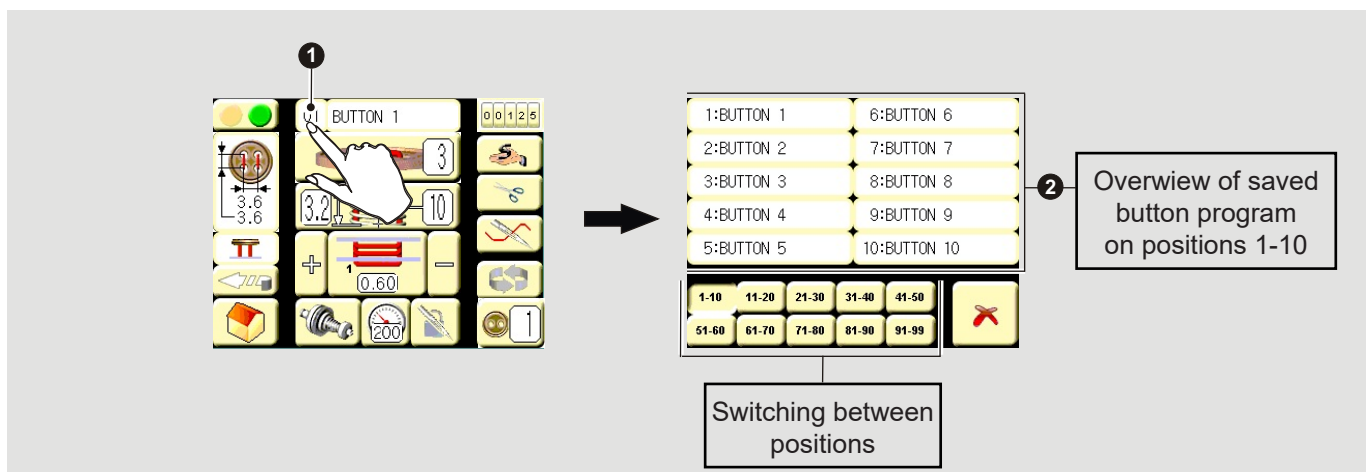 1
BUTTON 1
00125
3
3.6
3.6
3.2
10
+
1
0.60
-
200
1
1:BUTTON 1
6:BUTTON 6
2:BUTTON 2
7:BUTTON 7
3:BUTTON 3
8:BUTTON 8
4:BUTTON 4
9:BUTTON 9
5:BUTTON 5
10:BUTTON 10
2
Overwiew of saved
button program
on positions 1-10
1-10 11-20 21-30 31-40 41-50
51-60 61-70 71-80 81-90 91-99
Switching between
positions